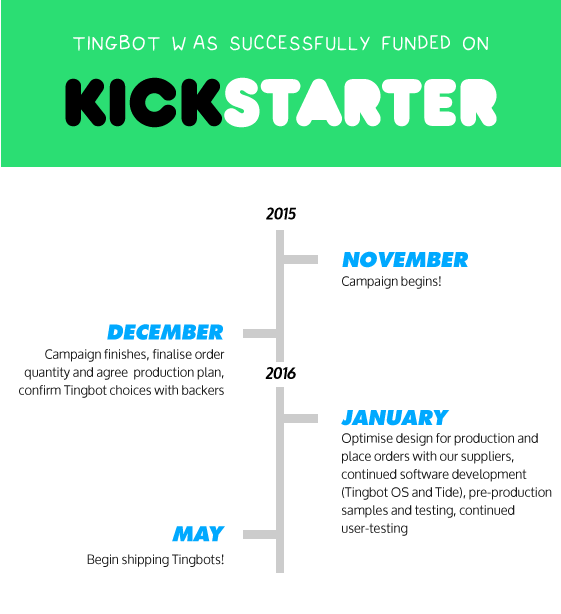 TINGBOT WAS SUCCESSFULLY FUNDED ON
KICKSTARTER
2015
NOVEMBER
Campaign begins!
DECEMBER
Campaign finishes, finalise order
quantity and agree production plan,
confirm Tingbot choices with backers
2016
JANUARY
Optimise design for production and
place orders with our suppliers,
continued software development
(Tingbot OS and Tide), pre-production
samples and testing, continued
user-testing
MAY
Begin shipping Tingbots!